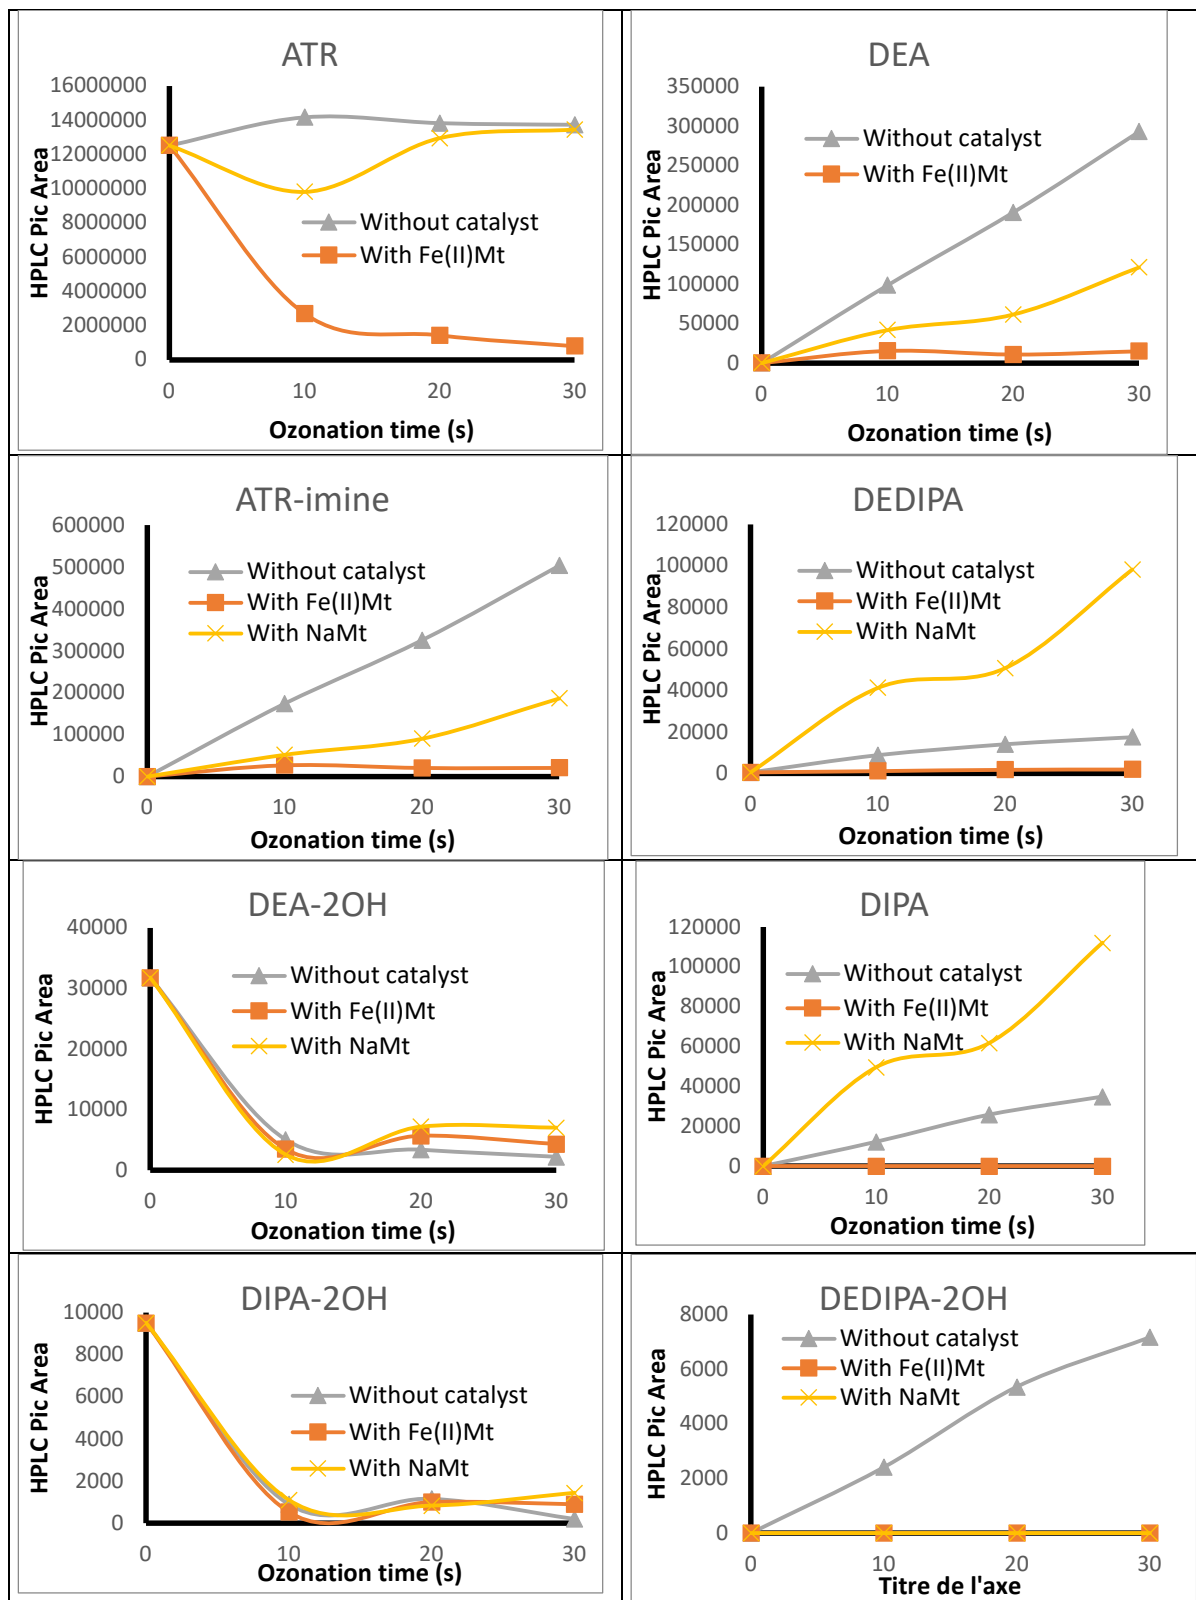 ATR
16000000
14000000
12000000
10000000
8000000
6000000
4000000
2000000
0
HPLC Pic Area
Without catalyst
With Fe(II)Mt
0 10 20 30
Ozonation time (s)
DEA
350000
300000
250000
200000
150000
100000
50000
0
HPLC Pic Area
Without catalyst
With Fe(II)Mt
0 10 20 30
Ozonation time (s)
ATR-imine
600000
500000
400000
300000
200000
100000
0
HPLC Pic Area
Without catalyst
With Fe(II)Mt
With NaMt
0 10 20 30
Ozonation time (s)
DEDIPA
120000
100000
80000
60000
40000
20000
0
HPLC Pic Area
Without catalyst
With Fe(II)Mt
With NaMt
0 10 20 30
Ozonation time (s)
DEA-2OH
40000
30000
20000
10000
0
HPLC Pic Area
Without catalyst
With Fe(II)Mt
With NaMt
0 10 20 30
Ozonation time (s)
DIPA
120000
100000
80000
60000
40000
20000
0
HPLC Pic Area
Without catalyst
With Fe(II)Mt
With NaMt
0 10 20 30
Ozonation time (s)
DIPA-2OH
10000
8000
6000
4000
2000
0
HPLC Pic Area
Without catalyst
With Fe(II)Mt
With NaMt
0 10 20 30
Ozonation time (s)
DEDIPA-2OH
8000
6000
4000
2000
0
HPLC Pic Area
Without catalyst
With Fe(II)Mt
With NaMt
0 10 20 30
Titre de l'axe